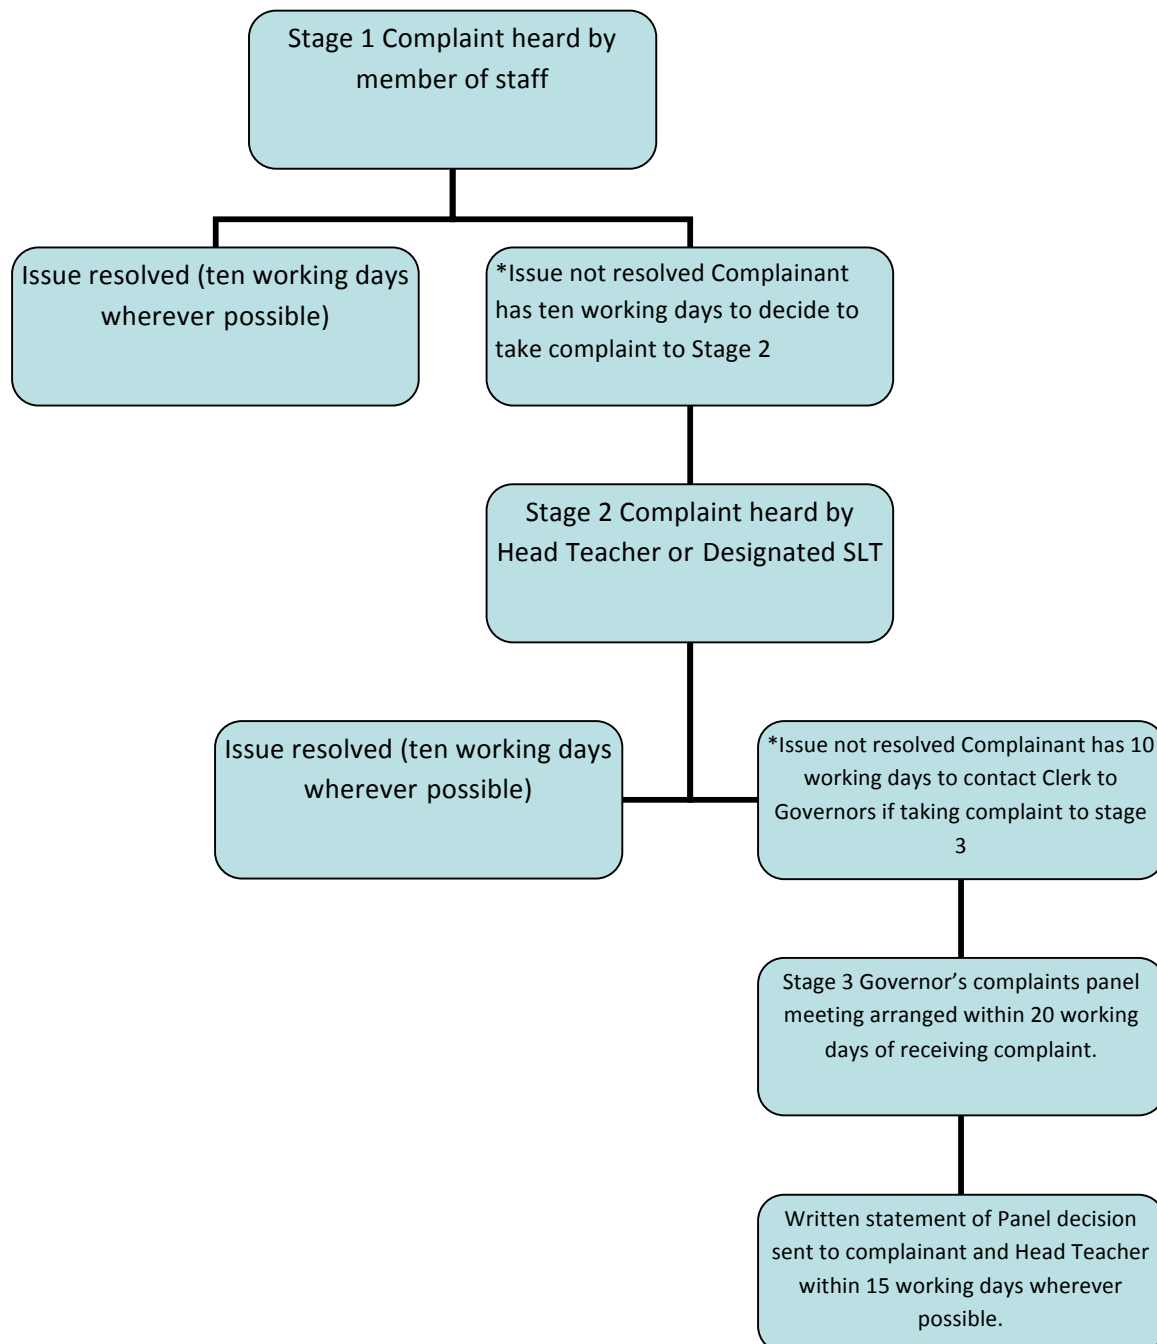 Stage 1 Complaint heard by
member of staff
Issue resolved (ten working days
wherever possible)
*Issue not resolved Complainant
has ten working days to decide to
take complaint to Stage 2
Stage 2 Complaint heard by
Head Teacher or Designated SLT
Issue resolved (ten working days
wherever possible)
*Issue not resolved Complainant has 10
working days to contact Clerk to
Governors if taking complaint to stage
3
Stage 3 Governor’s complaints panel
meeting arranged within 20 working
days of receiving complaint.
Written statement of Panel decision
sent to complainant and Head Teacher
within 15 working days wherever
possible.